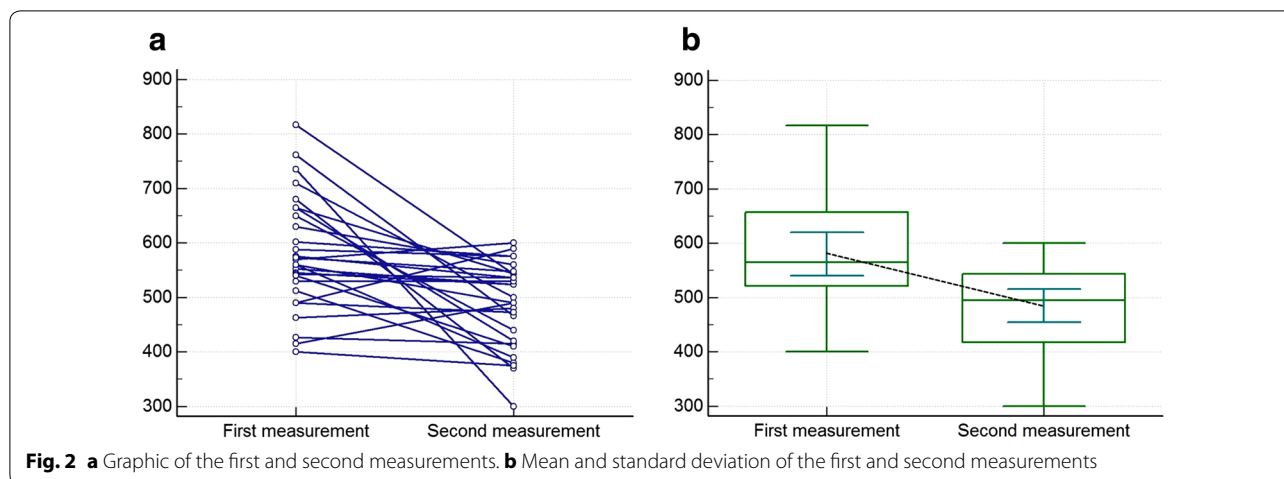 a
900
800
700
600
500
400
300
First measurement Second measurement
b
900
800
700
600
500
400
300
First measurement Second measurement
Fig. 2 a Graphic of the first and second measurements. b Mean and standard deviation of the first and second measurements